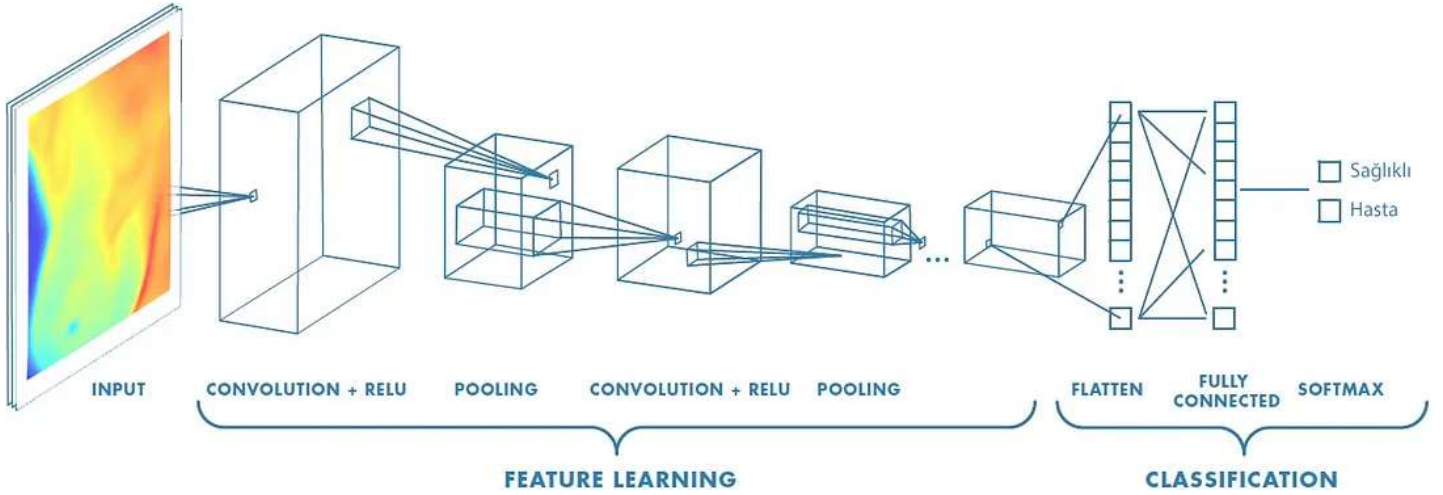 Sağlıklı
Hasta
INPUT
CONVOLUTION + RELU
POOLING
CONVOLUTION + RELU
POOLING
FLATTEN
FULLY
CONNECTED
SOFTMAX
FEATURE LEARNING
CLASSIFICATION